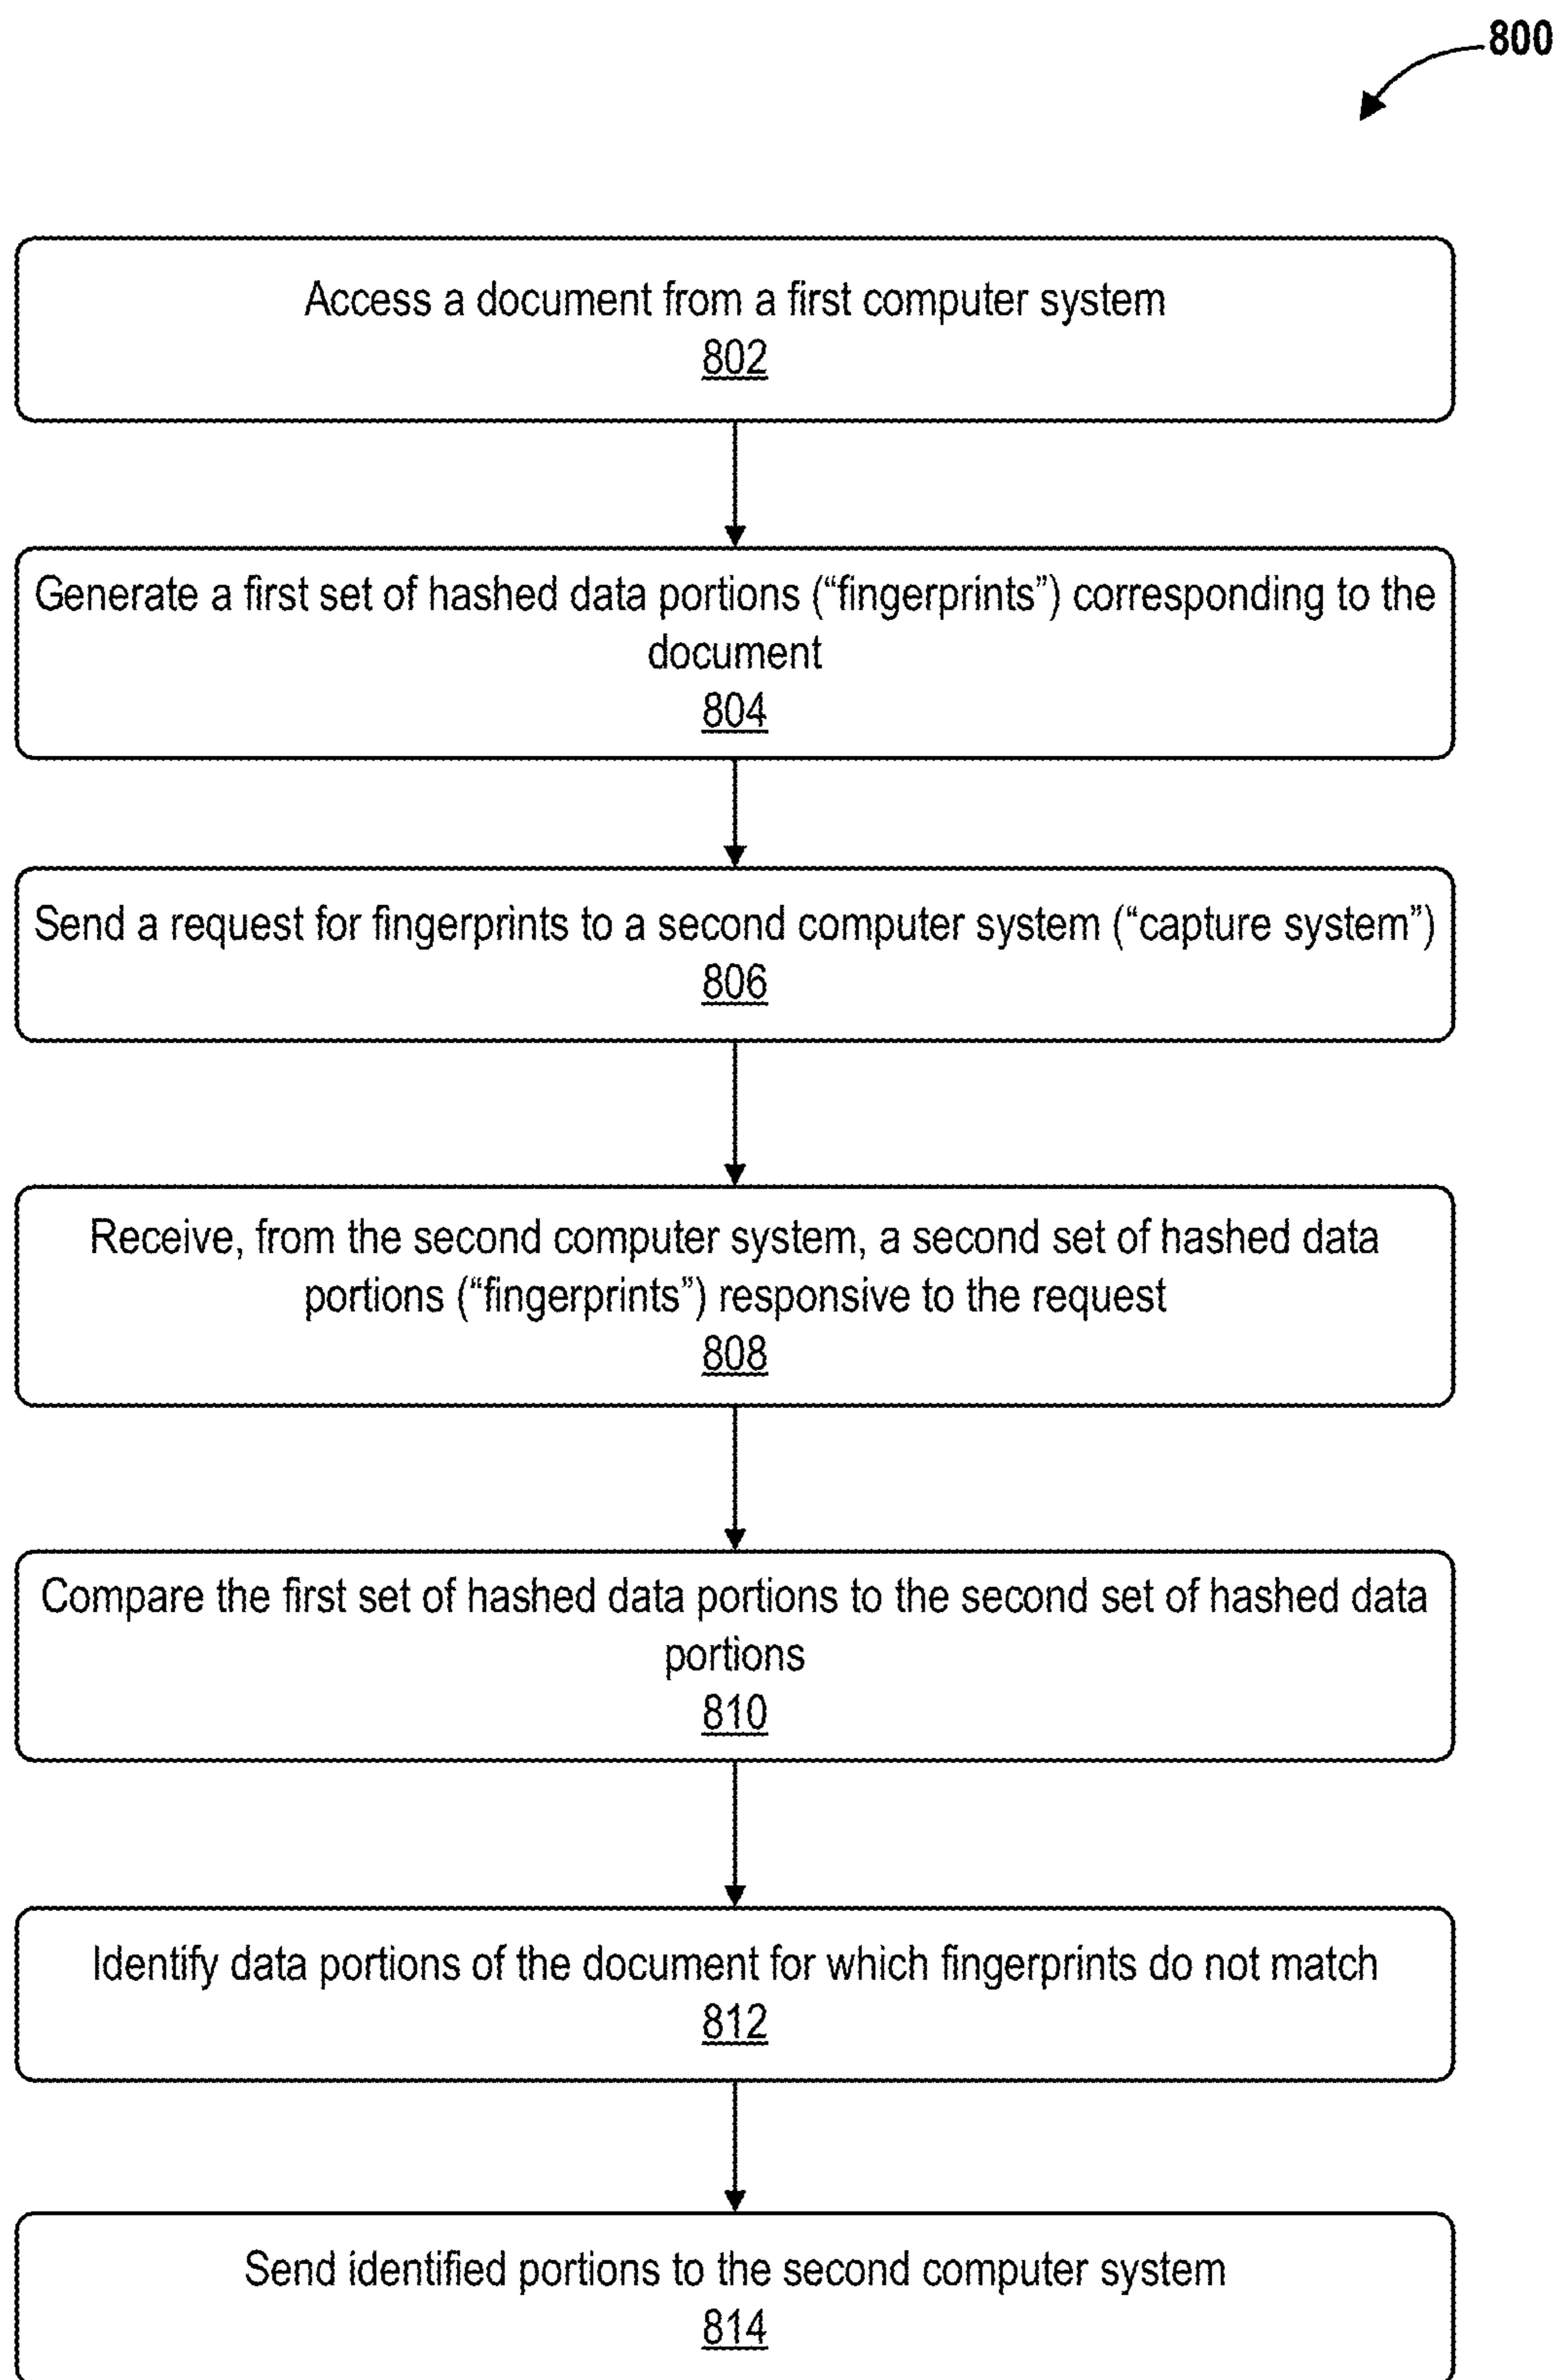 800
Access a document from a first computer system
802
Generate a first set of hashed data portions (“fingerprints”) corresponding to the
document
804
Send a request for fingerprints to a second computer system (“capture system”)
806
Receive, from the second computer system, a second set of hashed data
portions (“fingerprints”) responsive to the request
808
Compare the first set of hashed data portions to the second set of hashed data
portions
810
Identify data portions of the document for which fingerprints do not match
812
Send identified portions to the second computer system
814